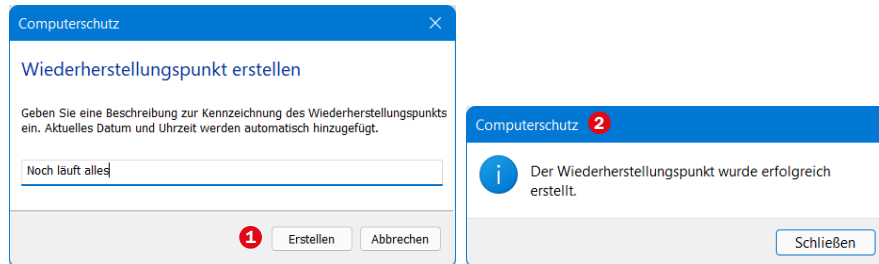 Computerschutz
Wiederherstellungspunkt erstellen
Geben Sie eine Beschreibung zur Kennzeichnung des Wiederherstellungspunkts
ein. Aktuelles Datum und Uhrzeit werden automatisch hinzugefügt.
Noch läuft alles
1
Erstellen Abbrechen
Computerschutz 2
i
Der Wiederherstellungspunkt wurde erfolgreich
erstellt.
Schließen